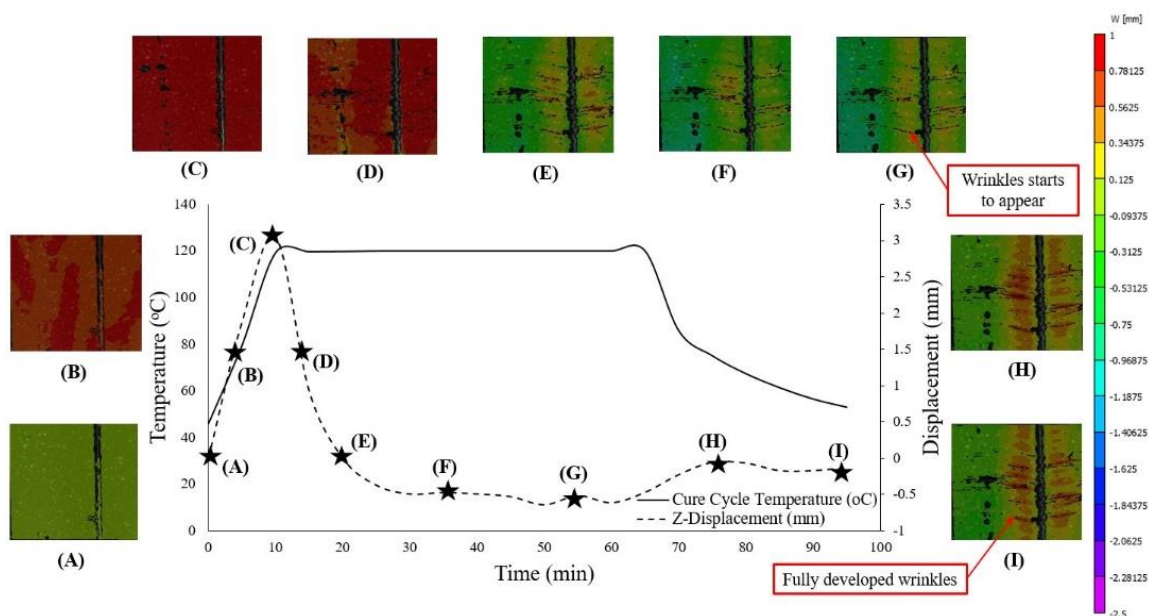 (C)
(D)
(E)
(F)
(G)
Wrinkles starts
to appear
(B)
(A)
Temperature (oC)
140
120
100
80
60
40
20
0
0 10 20 30 40 50 60 70 80 90 100
Time (min)
(A)
(B)
(C)
(D)
(E)
(F)
(G)
(H)
(I)
Cure Cycle Temperature (oC)
Z-Displacement (mm)
3.5
3
2.5
2
1.5
1
0.5
0
-0.5
-1
Displacement (mm)
(H)
(I)
Fully developed wrinkles
W [mm]
1
0.78125
0.5625
0.34375
0.125
-0.09375
-0.3125
-0.53125
-0.75
-0.96875
-1.1875
-1.40625
-1.625
-1.84375
-2.0625
-2.28125
-2.5